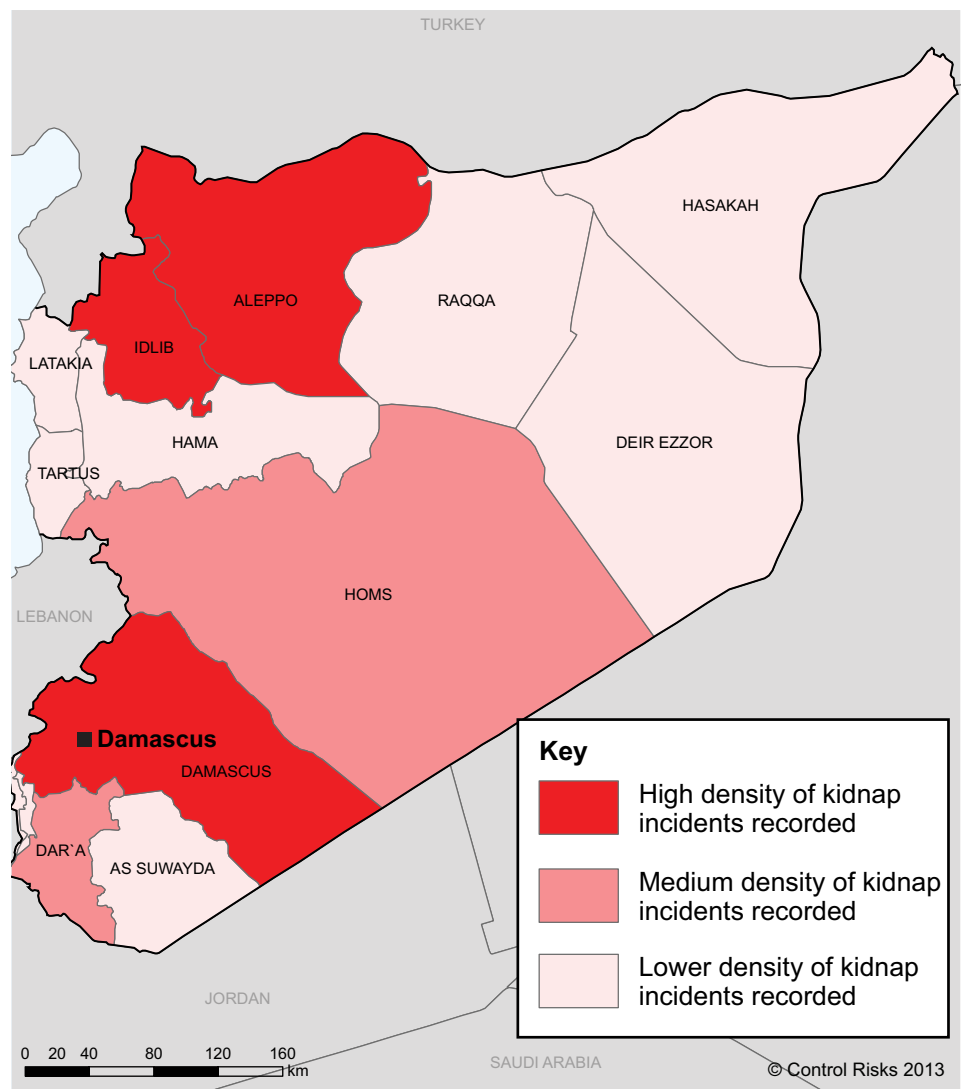 TURKEY
HASAKAH
ALEPPO
RAQQA
IDLIB
LATAKIA
HAMA
DEIR EZZOR
TARTUS
HOMS
LEBANON
Damascus
DAMASCUS
DAR`A
AS SUWAYDA
JORDAN
SAUDI ARABIA
Key
High density of kidnap
incidents recorded
Medium density of kidnap
incidents recorded
Lower density of kidnap
incidents recorded
0 20 40 80 120 160
km
© Control Risks 2013